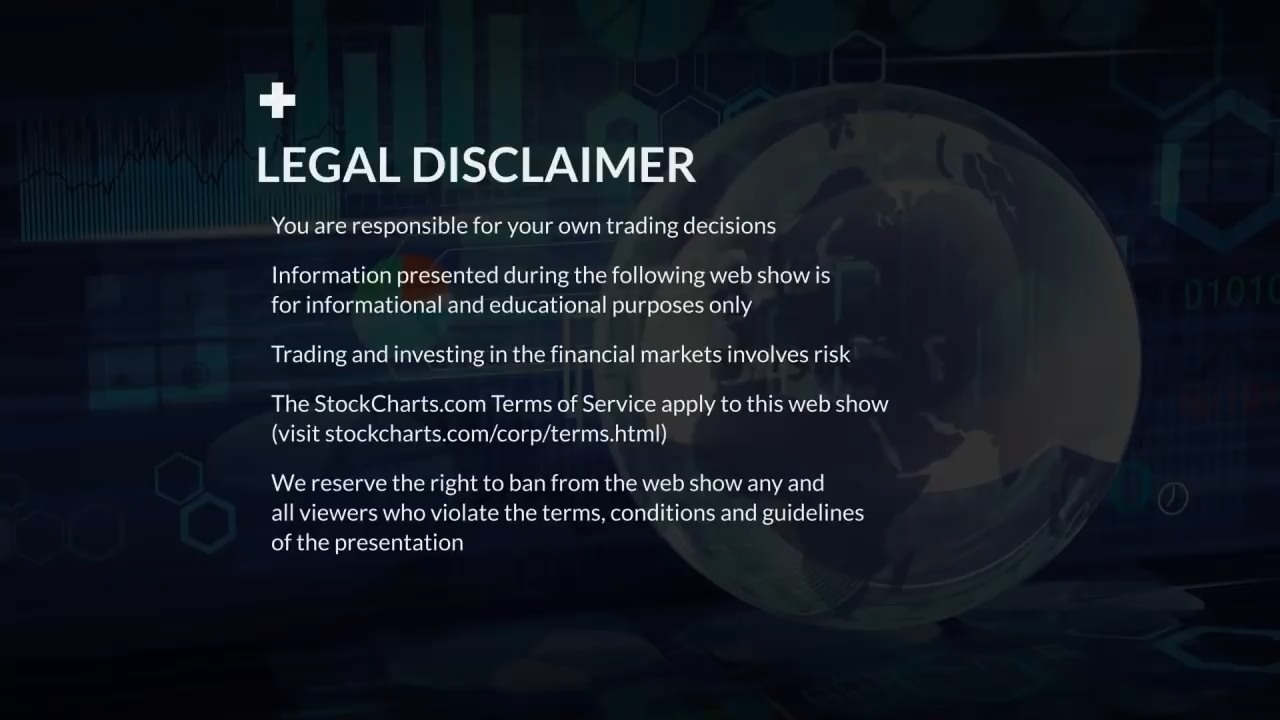 LEGAL DISCLAIMER
You are responsible for your own trading decisions
Information presented during the following web show is
for informational and educational purposes only
Trading and investing in the financial markets involves risk
The StockCharts.com Terms of Service apply to this web show
(visit stockcharts.com/corp/terms.html)
We reserve the right to ban from the web show any and
all viewers who violate the terms, conditions and guidelines
of the presentation
01010